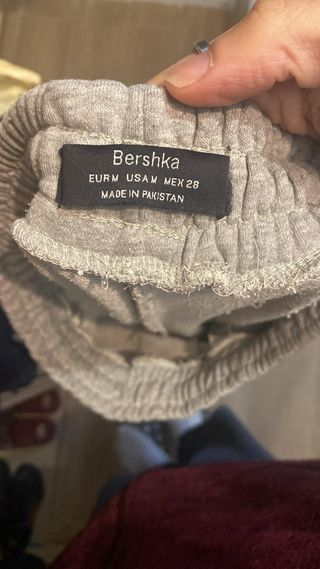 Bershka
EUR M USA M MEX 28
MADE IN PAKISTAN